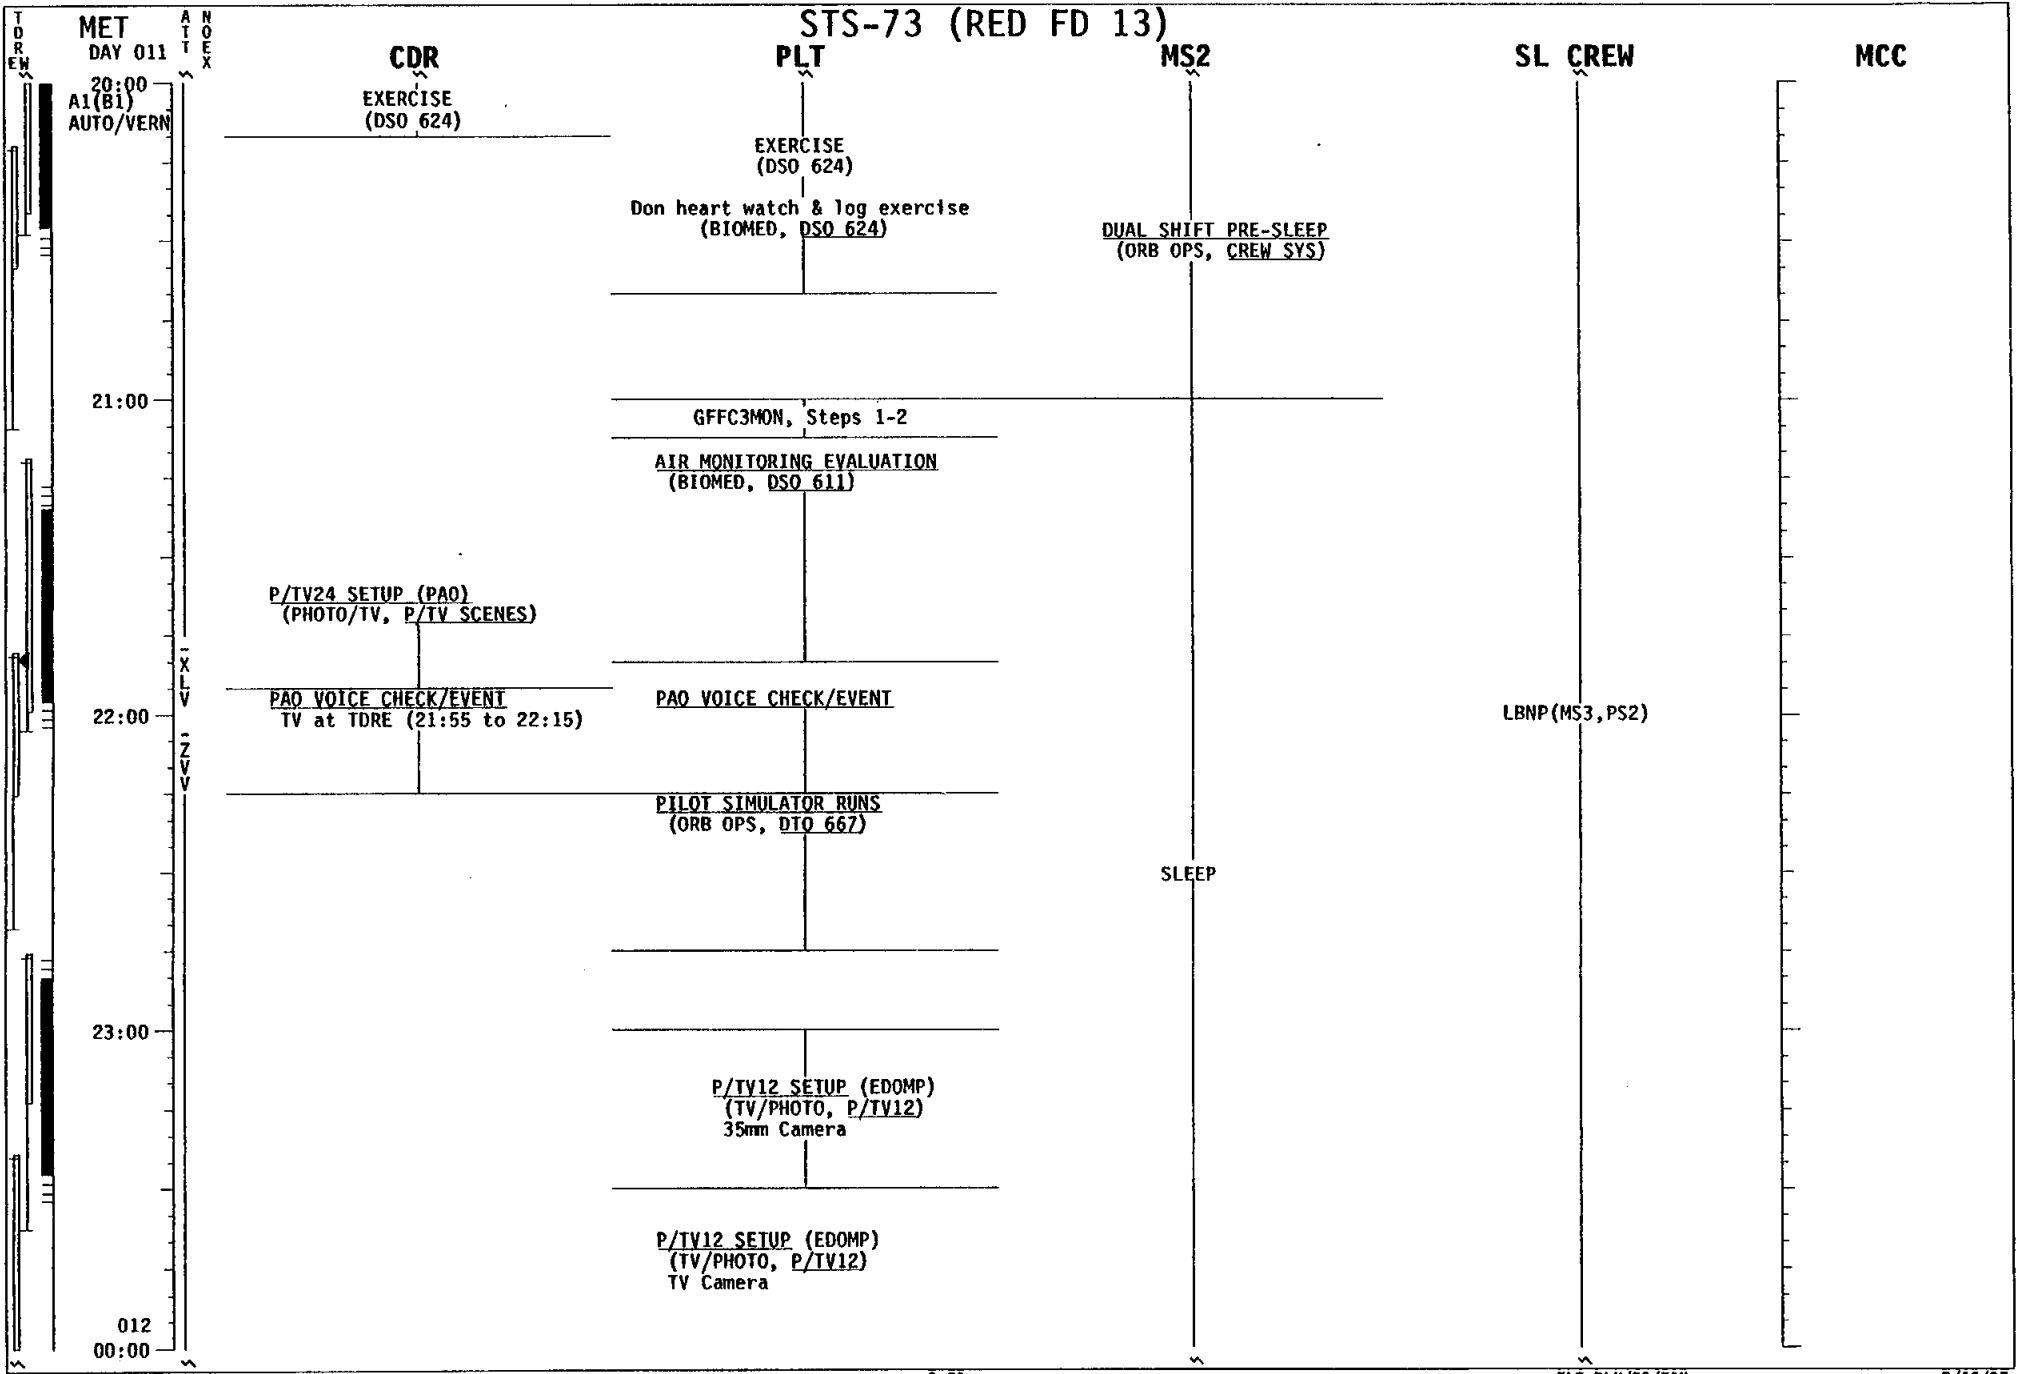 STS-73 (RED FD 13)
TDR
EW
MET
DAY 011
ATT
NOEX
CDR
PLT
MS2
SL CREW
MCC
20:00
A1(B1)
AUTO/VERN
EXERCISE
(DSO 624)
EXERCISE
(DSO 624)
Don heart watch & log exercise
(BIOMED, DSO 624)
DUAL SHIFT PRE-SLEEP
(ORB OPS, CREW SYS)
21:00
GFFC3MON, Steps 1-2
AIR MONITORING EVALUATION
(BIOMED, DSO 611)
P/TV24 SETUP (PAO)
(PHOTO/TV, P/TV SCENES)
-XLV
PAO VOICE CHECK/EVENT
TV at TDRE (21:55 to 22:15)
PAO VOICE CHECK/EVENT
22:00
LBNP(MS3,PS2)
-ZVV
PILOT SIMULATOR RUNS
(ORB OPS, DTO 667)
SLEEP
23:00
P/TV12 SETUP (EDOMP)
(TV/PHOTO, P/TV12)
35mm Camera
P/TV12 SETUP (EDOMP)
(TV/PHOTO, P/TV12)
TV Camera
012
00:00